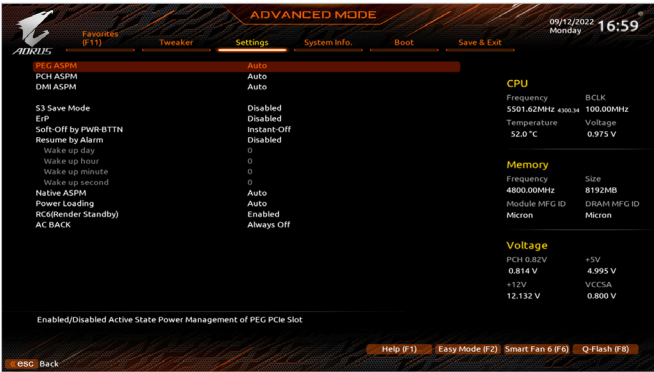 ADVANCED MODE
09/12/2022 Monday 16:59
AORUS
Favorites (F11) Tweaker Settings System Info. Boot Save & Exit
PEG ASPM Auto
PCH ASPM Auto
DMI ASPM Auto
S3 Save Mode Disabled
ErP Disabled
Soft-Off by PWR-BTTN Instant-Off
Resume by Alarm Disabled
Wake up day 0
Wake up hour 0
Wake up minute 0
Wake up second 0
Native ASPM Auto
Power Loading Auto
RC6(Render Standby) Enabled
AC BACK Always Off
CPU
Frequency BCLK
5501.62MHz 4300.34 100.00MHz
Temperature Voltage
52.0 °C 0.975 V
Memory
Frequency Size
4800.00MHz 8192MB
Module MFG ID DRAM MFG ID
Micron Micron
Voltage
PCH 0.82V +5V
0.814 V 4.995 V
+12V VCCSA
12.132 V 0.800 V
Enabled/Disabled Active State Power Management of PEG PCIe Slot
Help (F1) Easy Mode (F2) Smart Fan 6 (F6) Q-Flash (F8)
esc Back